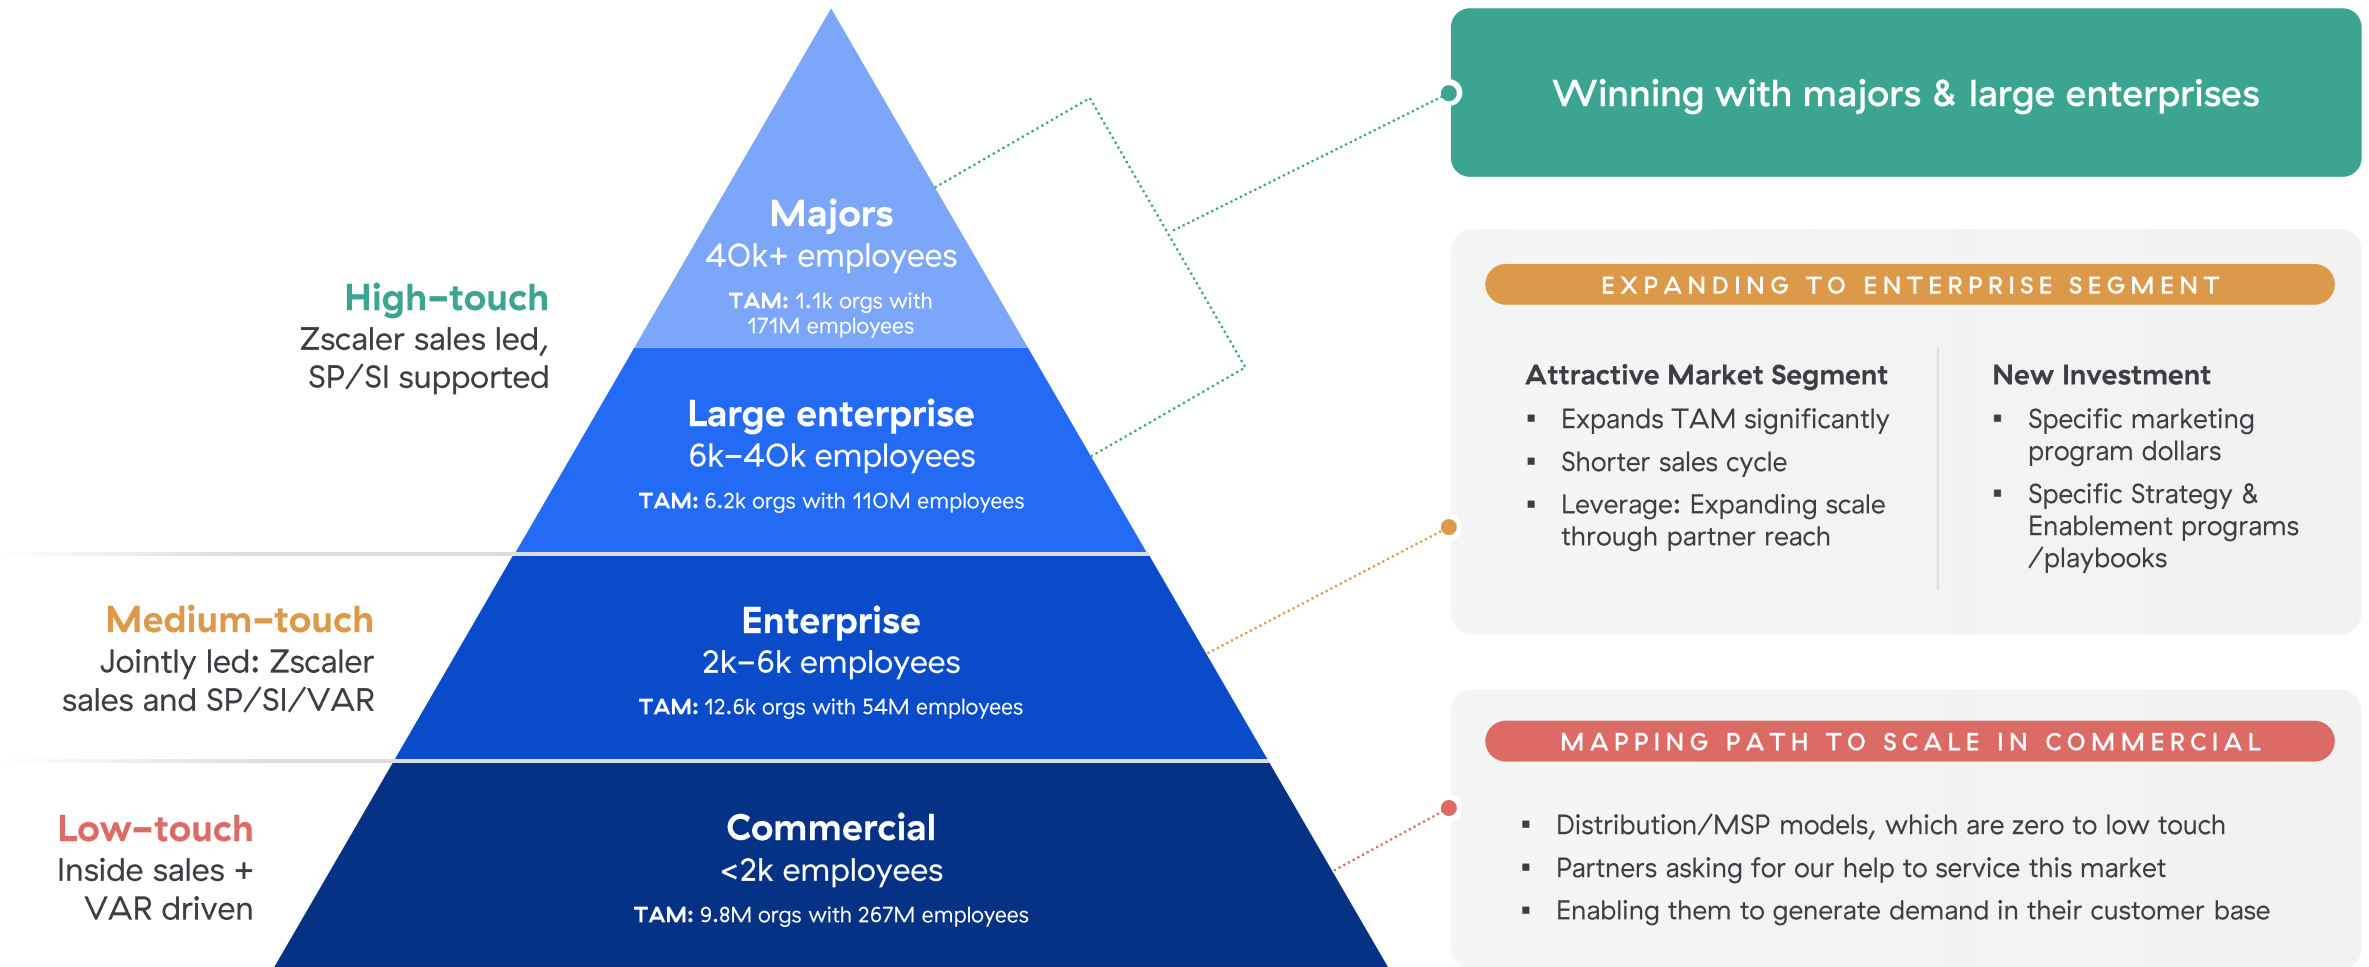 High-touch
Zscaler sales led,
SP/SI supported
Medium-touch
Jointly led: Zscaler
sales and SP/SI/VAR
Low-touch
Inside sales +
VAR driven
Majors
40k+ employees
TAM: 1.1k orgs with
171M employees
Large enterprise
6k–40k employees
TAM: 6.2k orgs with 110M employees
Enterprise
2k–6k employees
TAM: 12.6k orgs with 54M employees
Commercial
<2k employees
TAM: 9.8M orgs with 267M employees
Winning with majors & large enterprises
EXPANDING TO ENTERPRISE SEGMENT
Attractive Market Segment
▪ Expands TAM significantly
▪ Shorter sales cycle
▪ Leverage: Expanding scale
through partner reach
New Investment
▪ Specific marketing
program dollars
▪ Specific Strategy &
Enablement programs
/playbooks
MAPPING PATH TO SCALE IN COMMERCIAL
▪ Distribution/MSP models, which are zero to low touch
▪ Partners asking for our help to service this market
▪ Enabling them to generate demand in their customer base